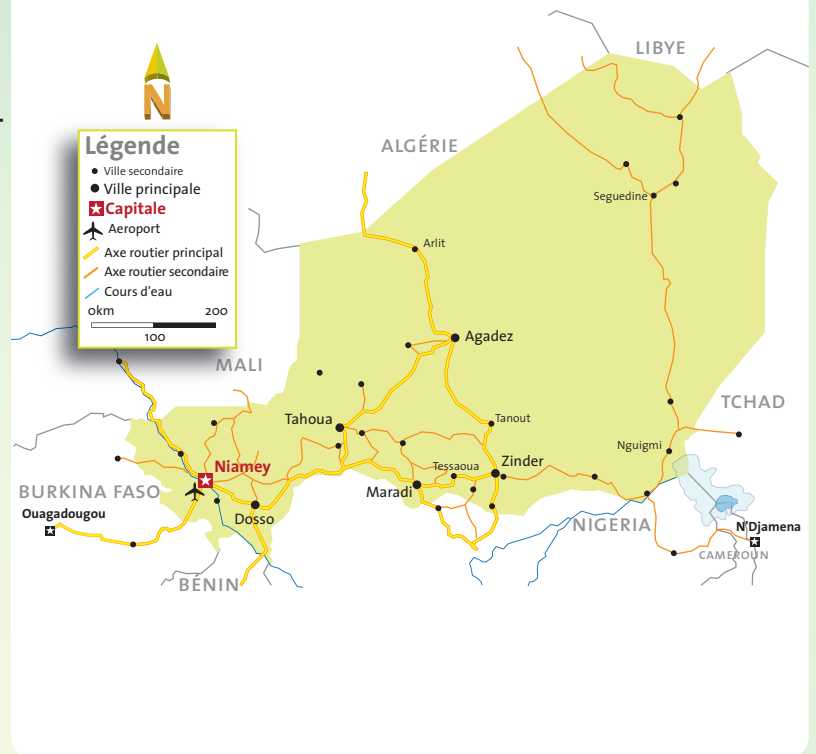 LIBYE
N
ALGÉRIE
Légende
Ville secondaire
Ville principale
Capitale
Aeroport
Axe routier principal
Axe routier secondaire
Cours d'eau
0km 200
100
Seguedine
Arlit
Agadez
MALI
TCHAD
Tahoua
Tanout
Nguigmi
Niamey
Tessaoua
Zinder
Maradi
BURKINA FASO
Ouagadougou
Dosso
NIGERIA
N'Djamena
CAMEROUN
BÉNIN